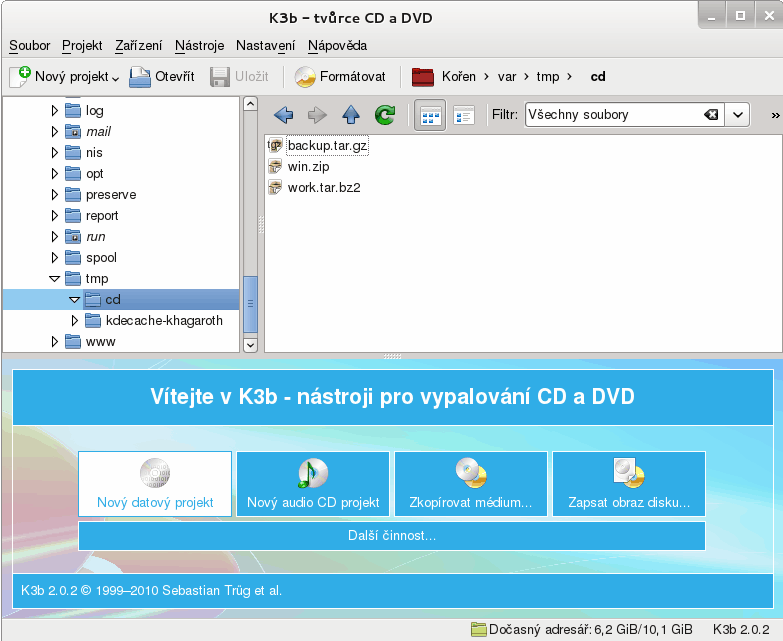 K3b – tvůrce CD a DVD
Soubor Projekt Zařízení Nástroje Nastavení Nápověda
Nový projekt Otevřít Uložit Formátovat Kořen var tmp cd
Filtr: Všechny soubory »
log
mail
nis
opt
preserve
report
run
spool
tmp
cd
kdecache-khagaroth
www
backup.tar.gz
win.zip
work.tar.bz2
Vítejte v K3b - nástroji pro vypalování CD a DVD
Nový datový projekt Nový audio CD projekt Zkopírovat médium... Zapsat obraz disku...
Další činnost...
K3b 2.0.2 © 1999–2010 Sebastian Trüg et al.
Dočasný adresář: 6,2 GiB/10,1 GiB K3b 2.0.2